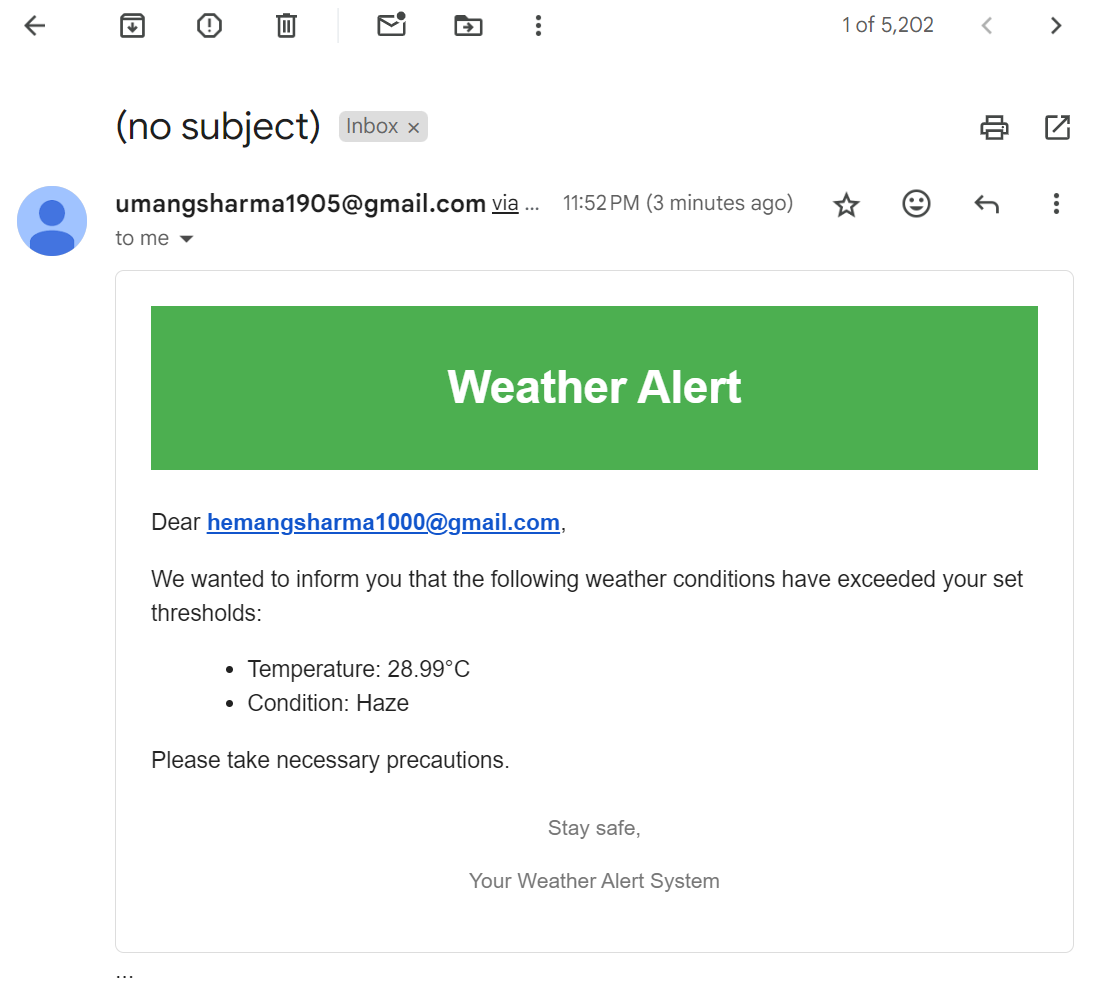 1 of 5,202
(no subject) Inbox ×
umangsharma1905@gmail.com via ... 11:52 PM (3 minutes ago)
to me
Weather Alert
Dear hemangsharma1000@gmail.com,
We wanted to inform you that the following weather conditions have exceeded your set
thresholds:
• Temperature: 28.99°C
• Condition: Haze
Please take necessary precautions.
Stay safe,
Your Weather Alert System
...